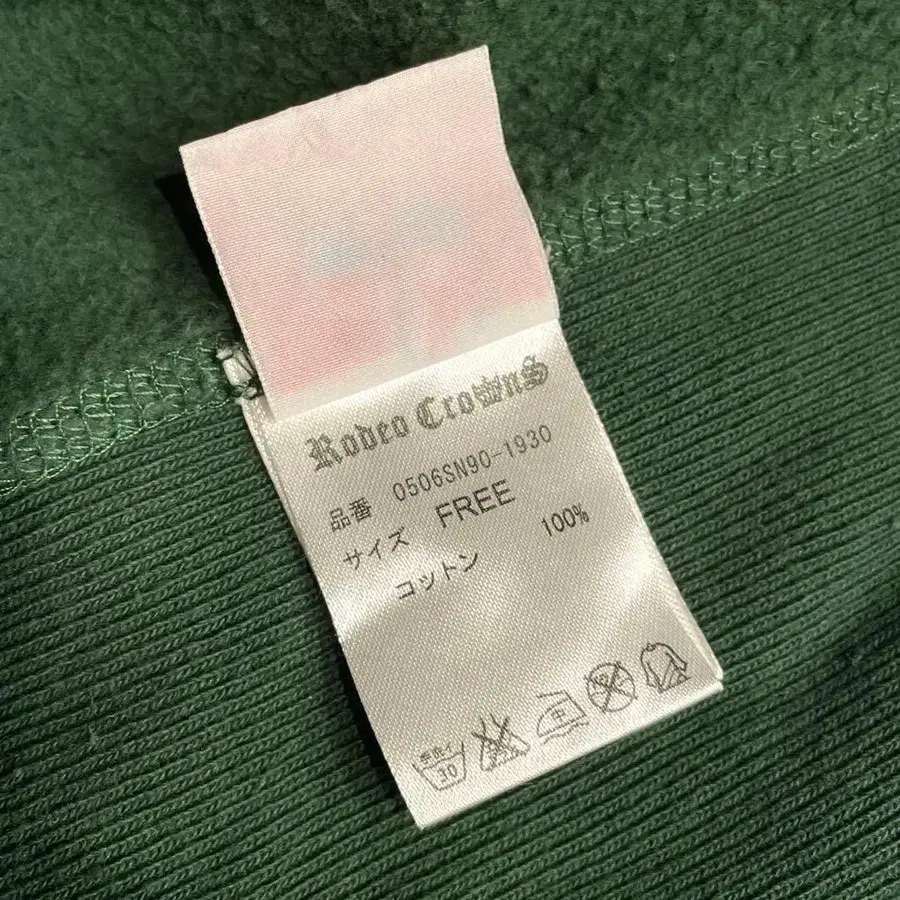 Rodeo Crowns
品番 0506SN90-1930
サイズ FREE
コットン 100%
30